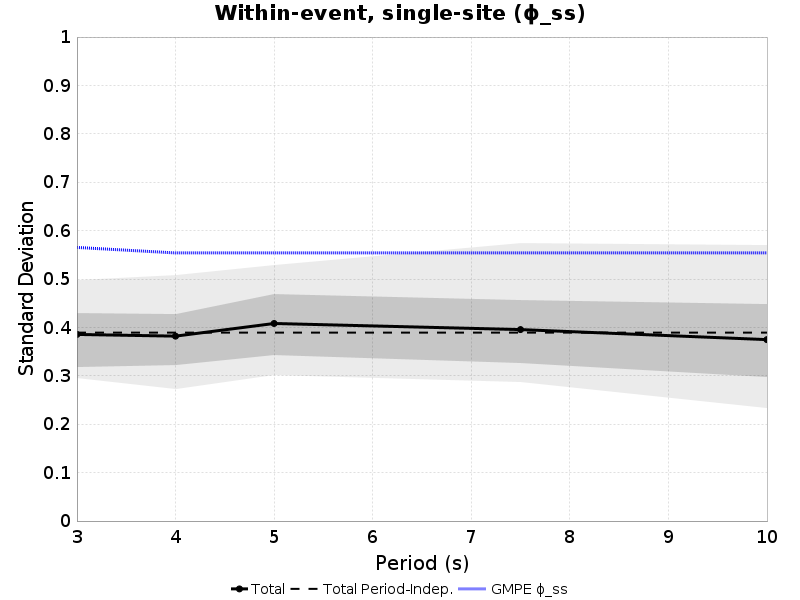 Within-event, single-site (ϕ_ss)
1
0.9
0.8
0.7
0.6
0.5
0.4
0.3
0.2
0.1
0
Standard Deviation
3 4 5 6 7 8 9 10
Period (s)
Total Total Period-Indep. GMPE ϕ_ss